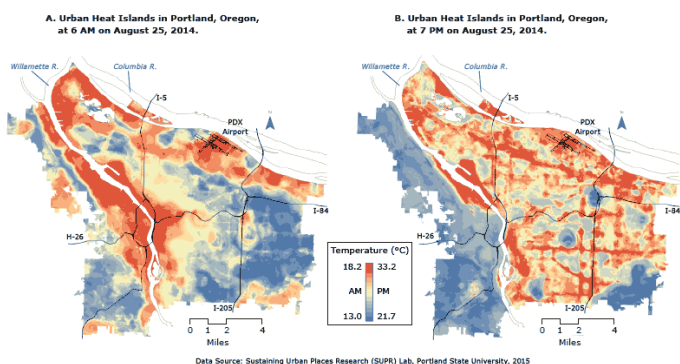 A. Urban Heat Islands in Portland, Oregon,
at 6 AM on August 25, 2014.
Willamette R.
Columbia R.
I-5
PDX
Airport
I-84
H-26
I-205
0 1 2 4
Miles
B. Urban Heat Islands in Portland, Oregon,
at 7 PM on August 25, 2014.
Willamette R.
Columbia R.
I-5
PDX
Airport
I-84
H-26
I-205
0 1 2 4
Miles
Temperature (ºC)
18.2 33.2
AM PM
13.0 21.7
Data Source: Sustaining Urban Places Research (SUPR) Lab, Portland State University, 2015